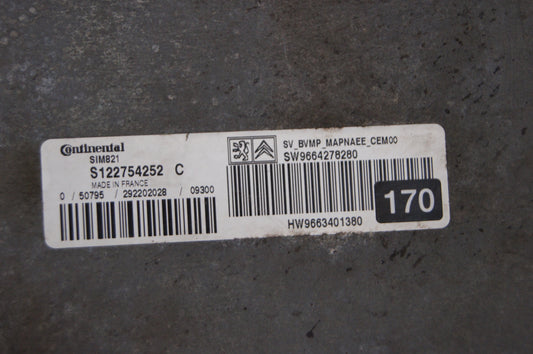 Continental
SIM821
S122754252 C
MADE IN FRANCE
0 / 50795 / 292202028 / 09300
SV_BVMP_MAPNAEE_CEM00
SW9664278280
HW9663401380
170